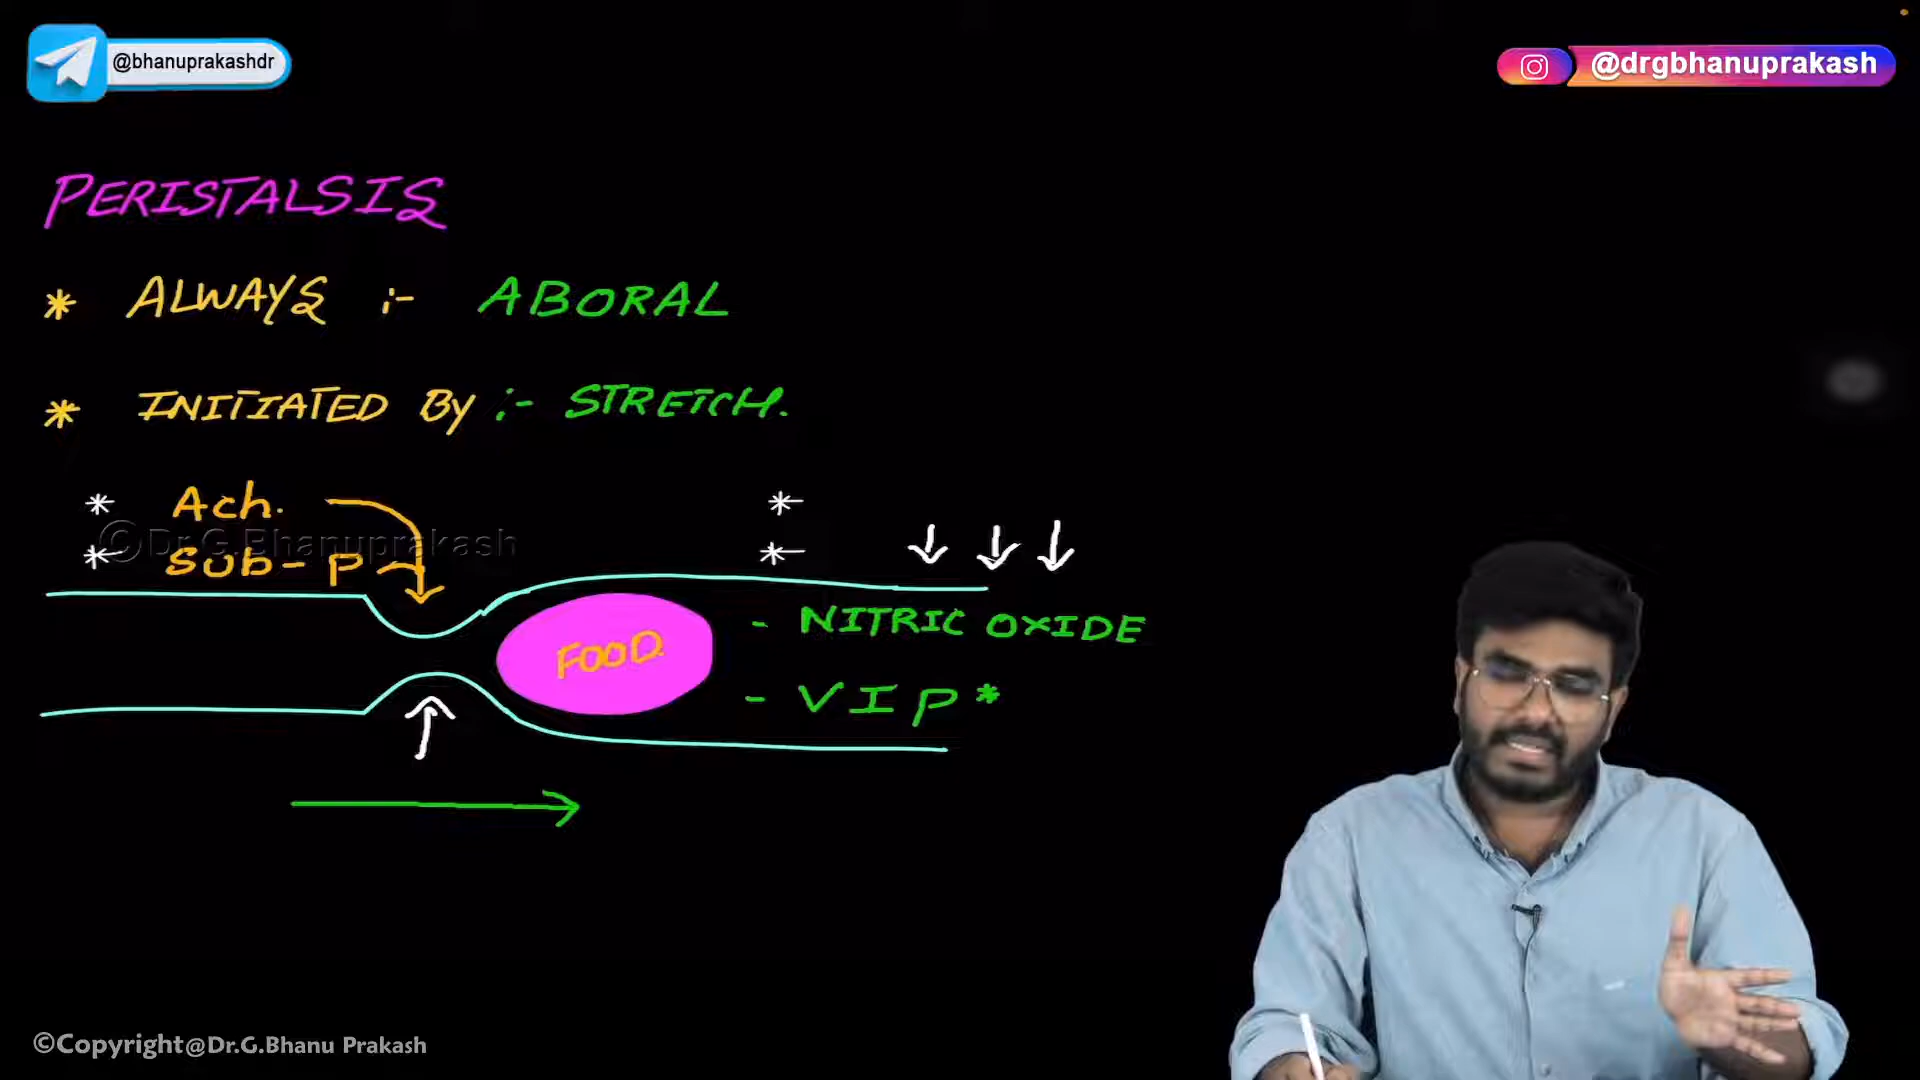 @bhanuprakashdr
@drgbhanuprakash
PERISTALSIS
* ALWAYS :- ABORAL
* INITIATED By :- STRETCH.
* Ach. *
©Dr.G.Bhanuprakash
* Sub-P *
FOOD
- NITRIC OXIDE
- VIP*
©Copyright@Dr.G.Bhanu Prakash